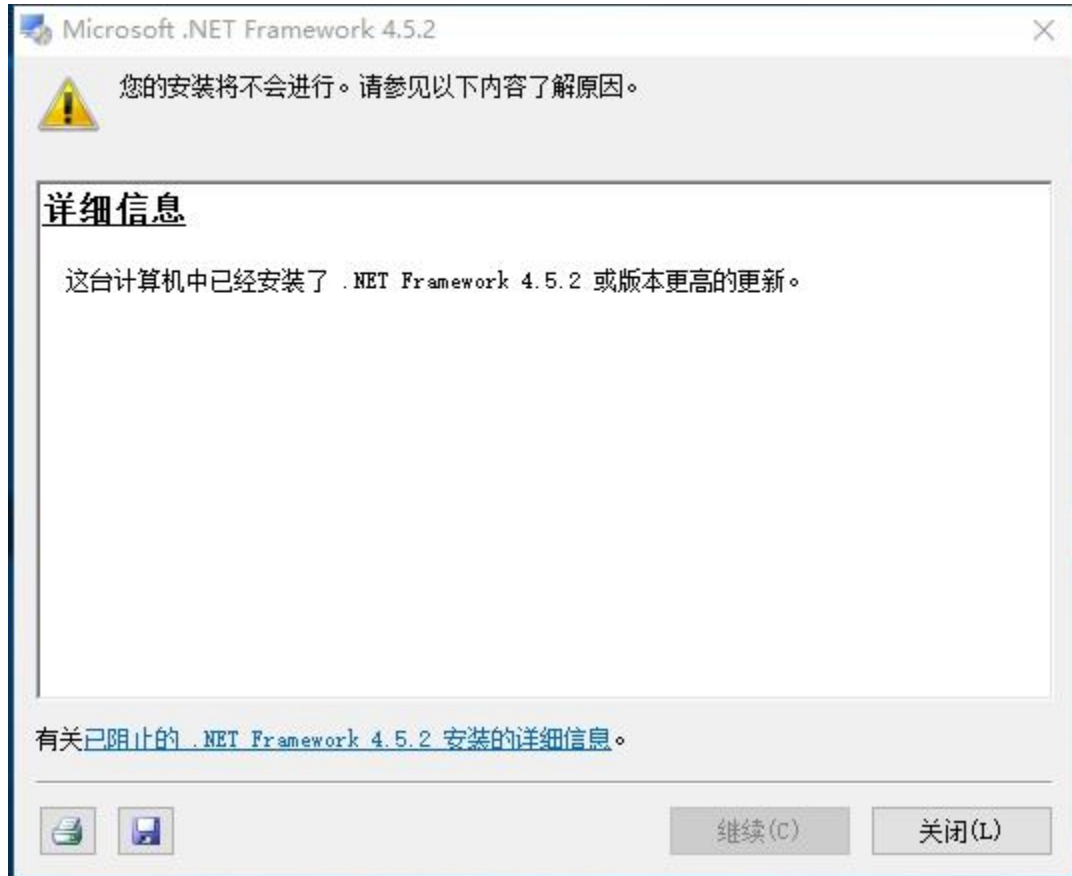 Microsoft .NET Framework 4.5.2
您的安装将不会进行。请参见以下内容了解原因。
详细信息
这台计算机中已经安装了 .NET Framework 4.5.2 或版本更高的更新。
有关已阻止的 .NET Framework 4.5.2 安装的详细信息。
继续(C)
关闭(L)